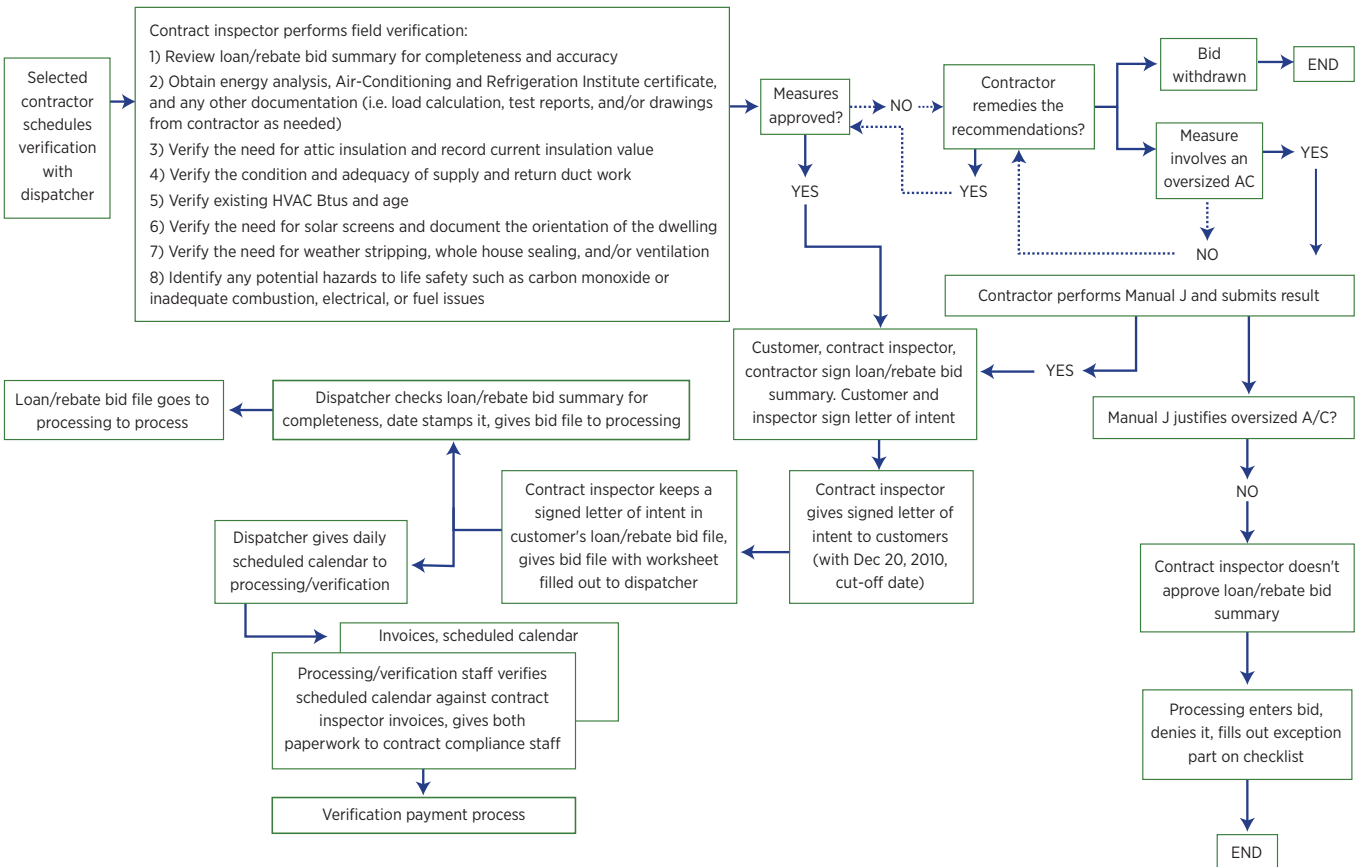 Selected
contractor
schedules
verification
with
dispatcher
Contract inspector performs field verification:
1) Review loan/rebate bid summary for completeness and accuracy
2) Obtain energy analysis, Air-Conditioning and Refrigeration Institute certificate,
and any other documentation (i.e. load calculation, test reports, and/or drawings
from contractor as needed)
3) Verify the need for attic insulation and record current insulation value
4) Verify the condition and adequacy of supply and return duct work
5) Verify existing HVAC Btus and age
6) Verify the need for solar screens and document the orientation of the dwelling
7) Verify the need for weather stripping, whole house sealing, and/or ventilation
8) Identify any potential hazards to life safety such as carbon monoxide or
inadequate combustion, electrical, or fuel issues
Measures
approved?
NO
YES
Contractor
remedies the
recommendations?
YES
Bid
withdrawn
END
Measure
involves an
oversized AC
YES
NO
Contractor performs Manual J and submits result
YES
Customer, contract inspector,
contractor sign loan/rebate bid
summary. Customer and
inspector sign letter of intent
Manual J justifies oversized A/C?
NO
Contract inspector doesn't
approve loan/rebate bid
summary
Processing enters bid,
denies it, fills out exception
part on checklist
END
Contract inspector
gives signed letter of
intent to customers
(with Dec 20, 2010,
cut-off date)
Contract inspector keeps a
signed letter of intent in
customer's loan/rebate bid file,
gives bid file with worksheet
filled out to dispatcher
Dispatcher checks loan/rebate bid summary for
completeness, date stamps it, gives bid file to processing
Loan/rebate bid file goes to
processing to process
Dispatcher gives daily
scheduled calendar to
processing/verification
Invoices, scheduled calendar
Processing/verification staff verifies
scheduled calendar against contract
inspector invoices, gives both
paperwork to contract compliance staff
Verification payment process